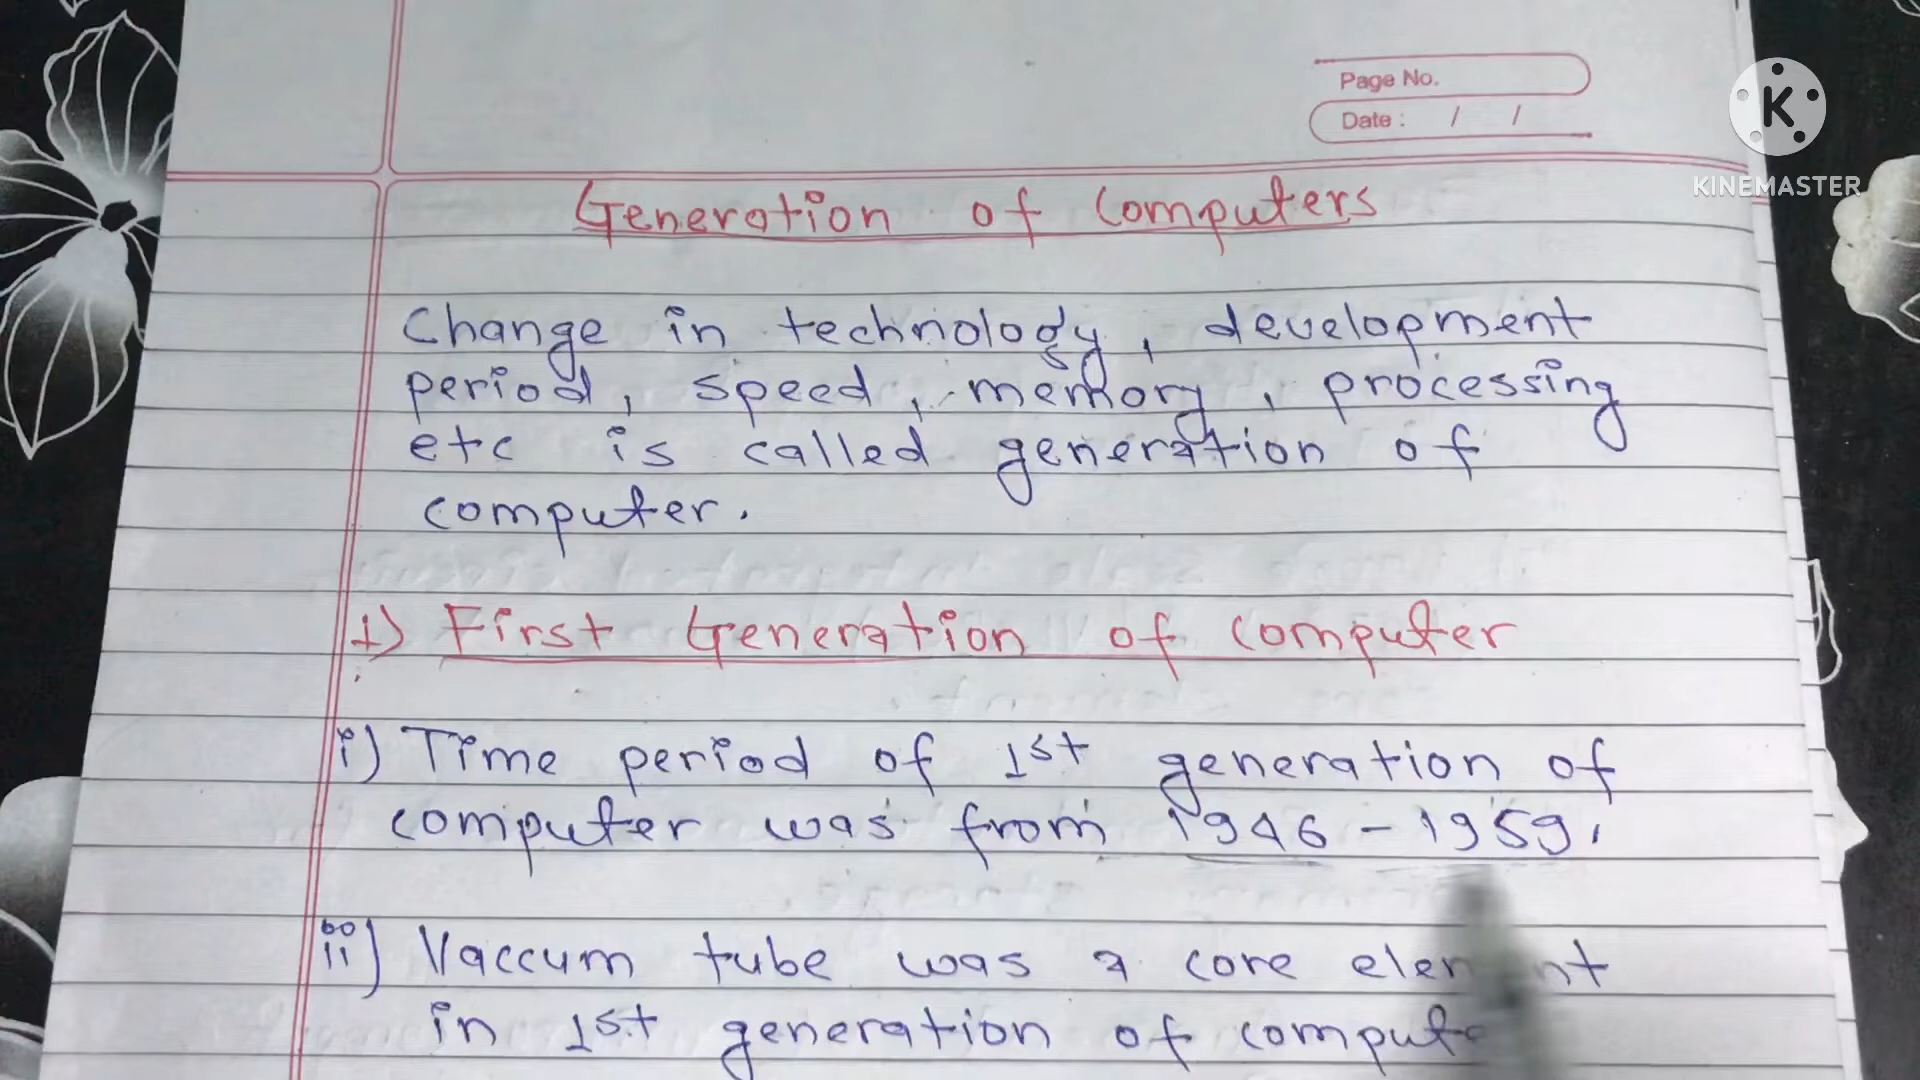 Page No.
Date : / /
KINEMASTER
Generation of Computers
Change in technology, development
period, speed, memory, processing
etc is called generation of
computer.
1) First Generation of computer
i) Time period of 1st generation of
computer was from 1946 - 1959.
ii) Vaccum tube was a core
in 1st generation of